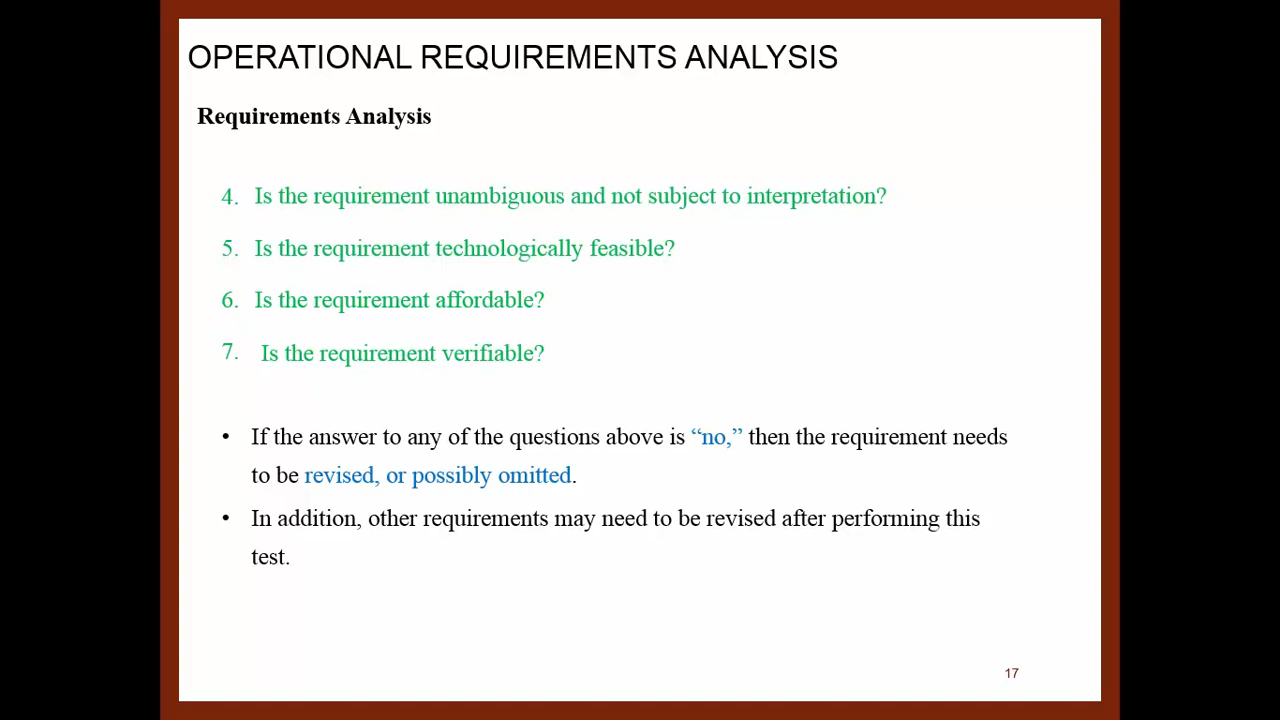 OPERATIONAL REQUIREMENTS ANALYSIS
Requirements Analysis
4. Is the requirement unambiguous and not subject to interpretation?
5. Is the requirement technologically feasible?
6. Is the requirement affordable?
7. Is the requirement verifiable?
• If the answer to any of the questions above is “no,” then the requirement needs
to be revised, or possibly omitted.
• In addition, other requirements may need to be revised after performing this
test.
17